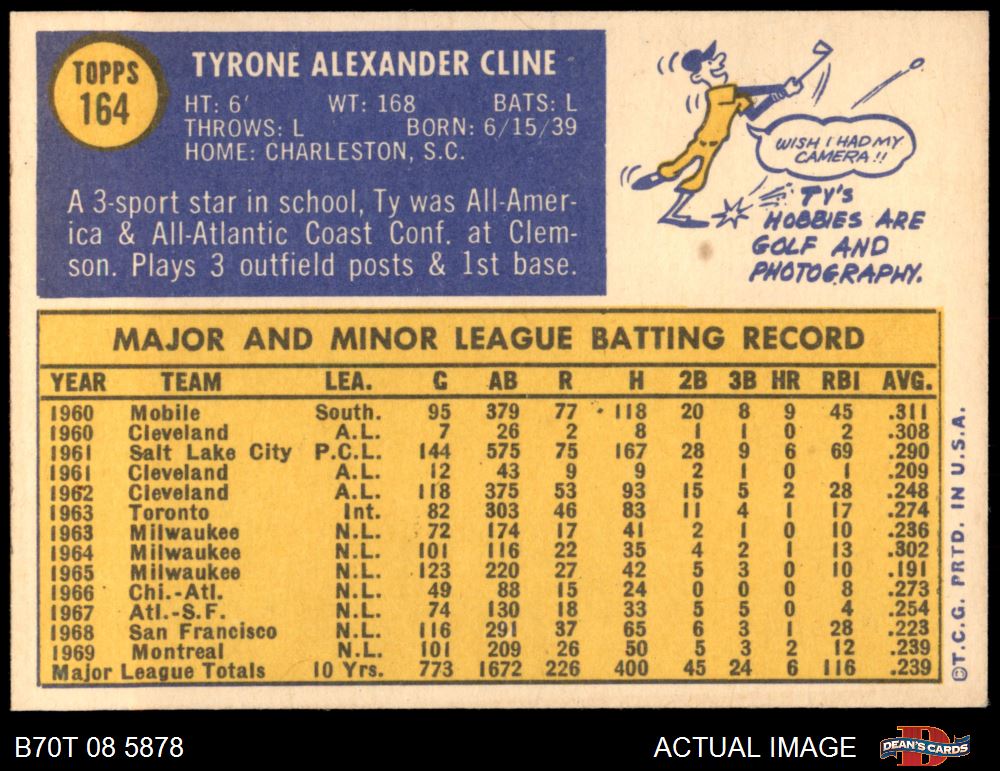 TOPPS
164
TYRONE ALEXANDER CLINE
HT: 6' WT: 168 BATS: L
THROWS: L BORN: 6/15/39
HOME: CHARLESTON, S.C.
A 3-sport star in school, Ty was All-Amer-
ica & All-Atlantic Coast Conf. at Clem-
son. Plays 3 outfield posts & 1st base.
WISH I HAD MY
CAMERA!!
TY'S
HOBBIES ARE
GOLF AND
PHOTOGRAPHY.
MAJOR AND MINOR LEAGUE BATTING RECORD
YEAR TEAM LEA. G AB R H 2B 3B HR RBI AVG.
1960 Mobile South. 95 379 77 118 20 8 9 45 .311
1960 Cleveland A.L. 7 26 2 8 1 1 0 2 .308
1961 Salt Lake City P.C.L. 144 575 75 167 28 9 6 69 .290
1961 Cleveland A.L. 12 43 9 9 2 1 0 1 .209
1962 Cleveland A.L. 118 375 53 93 15 5 2 28 .248
1963 Toronto Int. 82 303 46 83 11 4 1 17 .274
1963 Milwaukee N.L. 72 174 17 41 2 1 0 10 .236
1964 Milwaukee N.L. 101 116 22 35 4 2 1 13 .302
1965 Milwaukee N.L. 123 220 27 42 5 3 0 10 .191
1966 Chi.-Atl. N.L. 49 88 15 24 0 0 0 8 .273
1967 Atl.-S.F. N.L. 74 130 18 33 5 5 0 4 .254
1968 San Francisco N.L. 116 291 37 65 6 3 1 28 .223
1969 Montreal N.L. 101 209 26 50 5 3 2 12 .239
Major League Totals 10 Yrs. 773 1672 226 400 45 24 6 116 .239
©T.C.G. PRTD. IN U.S.A.
B70T 08 5878
ACTUAL IMAGE
DEAN'S CARDS